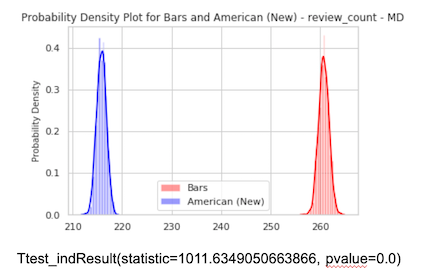 Probability Density Plot for Bars and American (New) - review_count - MD
Probability Density
0.4
0.3
0.2
0.1
0.0
210 220 230 240 250 260
Bars
American (New)
Ttest_indResult(statistic=1011.6349050663866, pvalue=0.0)